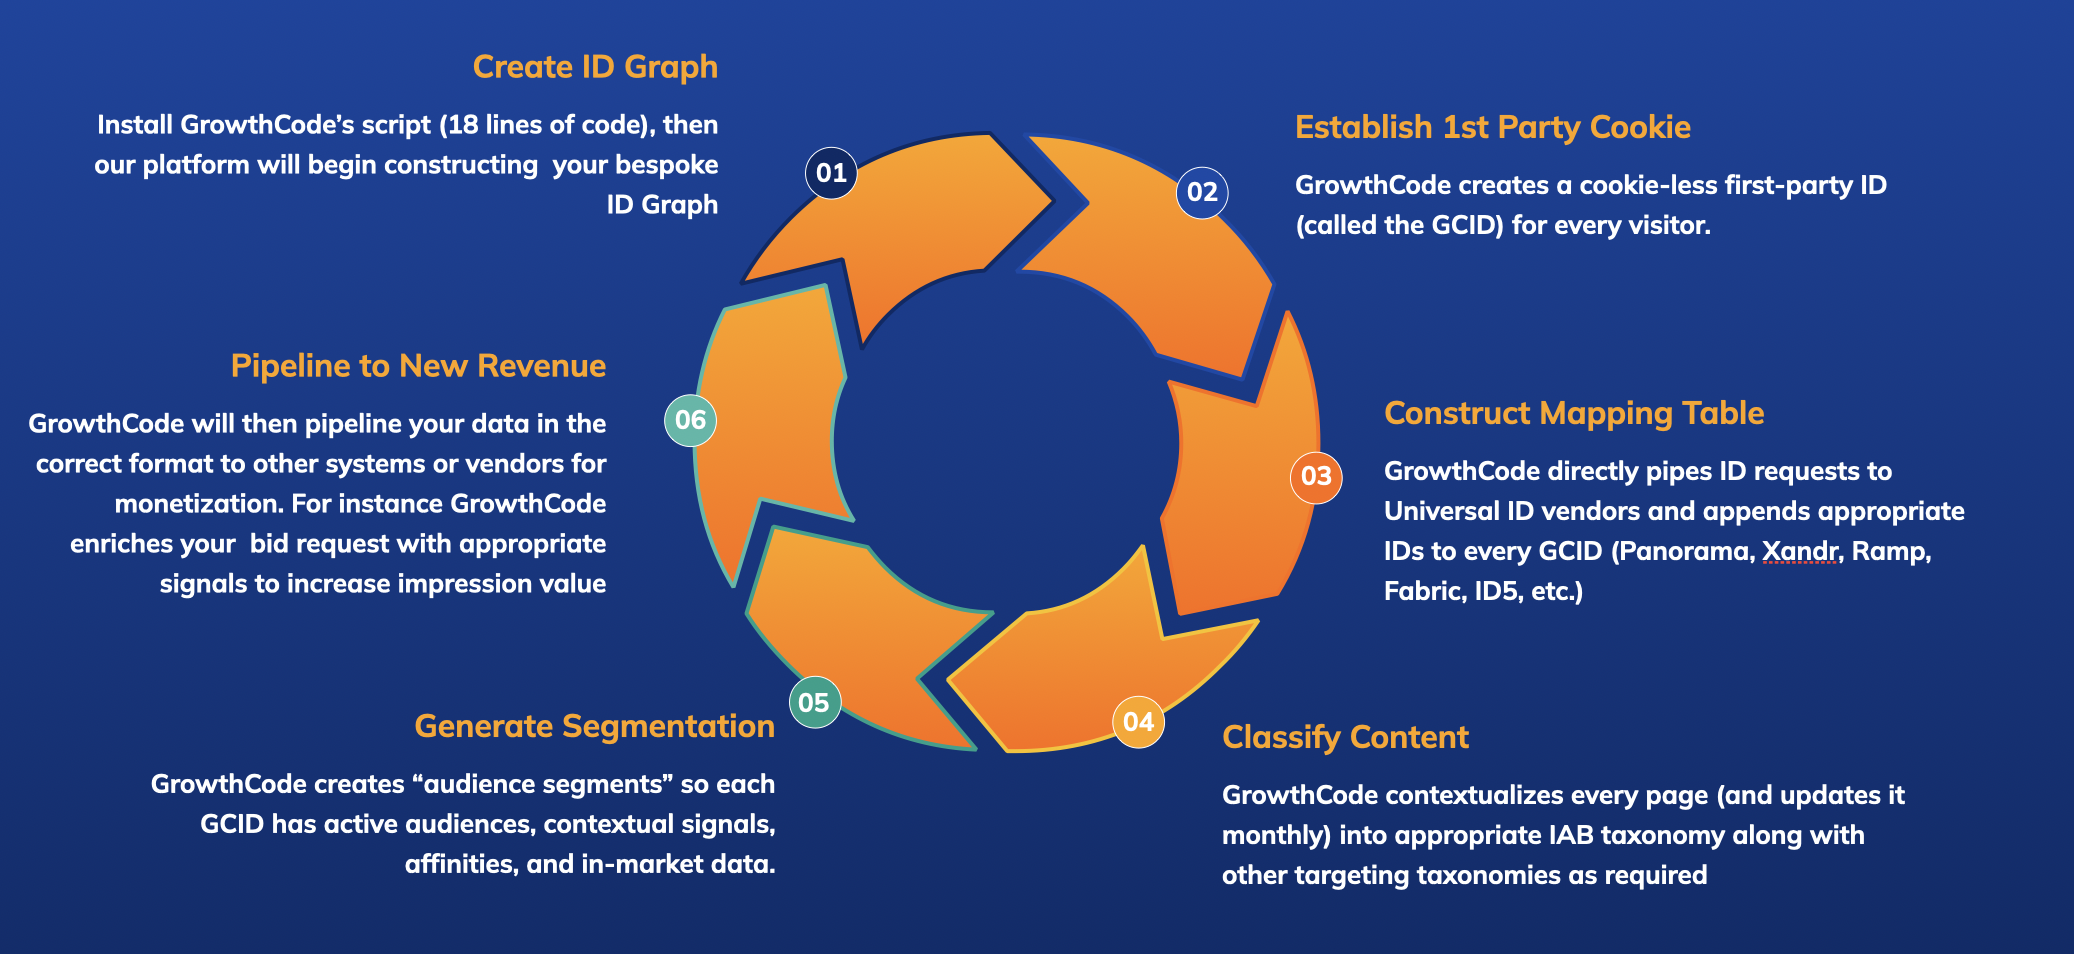 Create ID Graph
Install GrowthCode’s script (18 lines of code), then
our platform will begin constructing  your bespoke
ID Graph
01
02
Establish 1st Party Cookie
GrowthCode creates a cookie-less first-party ID
(called the GCID) for every visitor.
03
Construct Mapping Table
GrowthCode directly pipes ID requests to
Universal ID vendors and appends appropriate
IDs to every GCID (Panorama, Xandr, Ramp,
Fabric, ID5, etc.)
04
Classify Content
GrowthCode contextualizes every page (and updates it
monthly) into appropriate IAB taxonomy along with
other targeting taxonomies as required
05
Generate Segmentation
GrowthCode creates “audience segments” so each
GCID has active audiences, contextual signals,
affinities, and in-market data.
06
Pipeline to New Revenue
GrowthCode will then pipeline your data in the
correct format to other systems or vendors for
monetization. For instance GrowthCode
enriches your  bid request with appropriate
signals to increase impression value